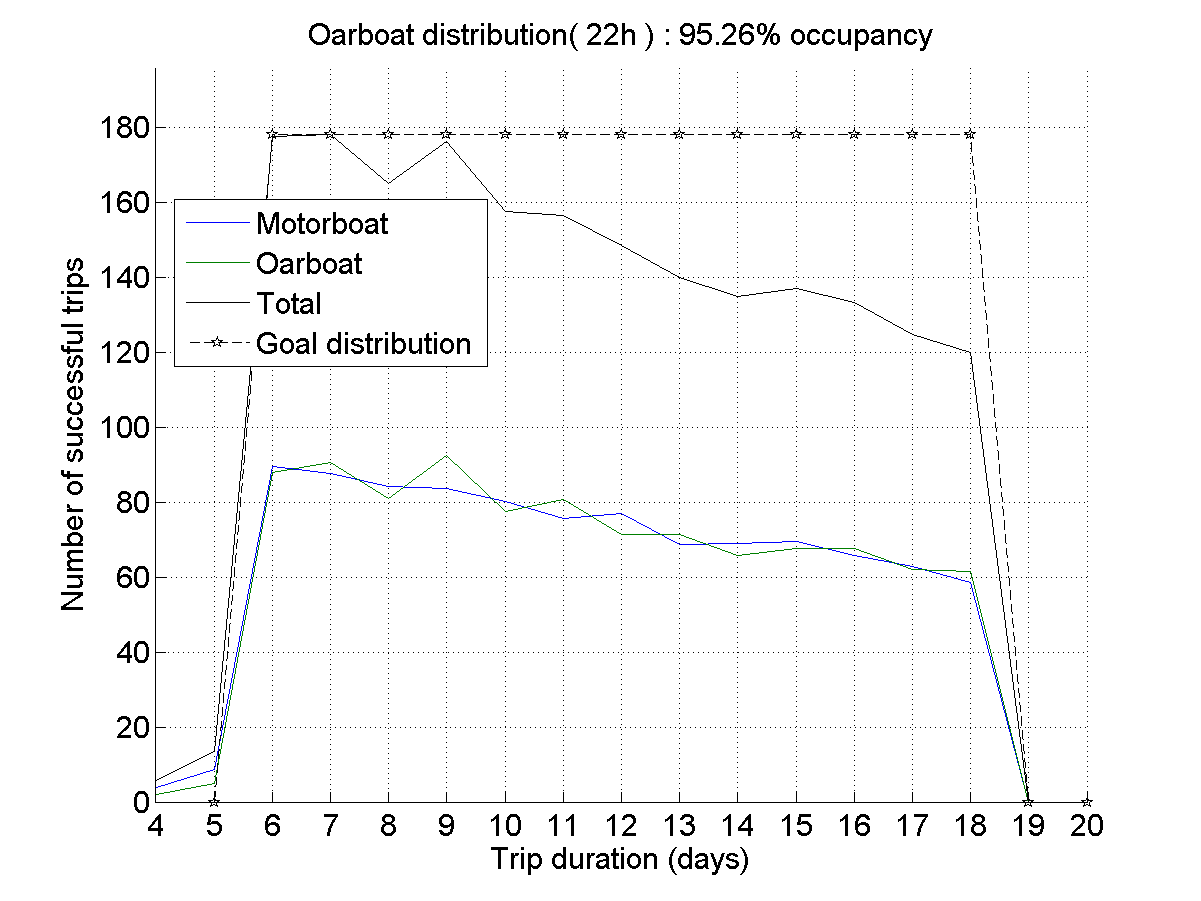 Oarboat distribution( 22h ) : 95.26% occupancy
180
160
140
120
100
80
60
40
20
0
Number of successful trips
Motorboat
Oarboat
Total
Goal distribution
4 5 6 7 8 9 10 11 12 13 14 15 16 17 18 19 20
Trip duration (days)